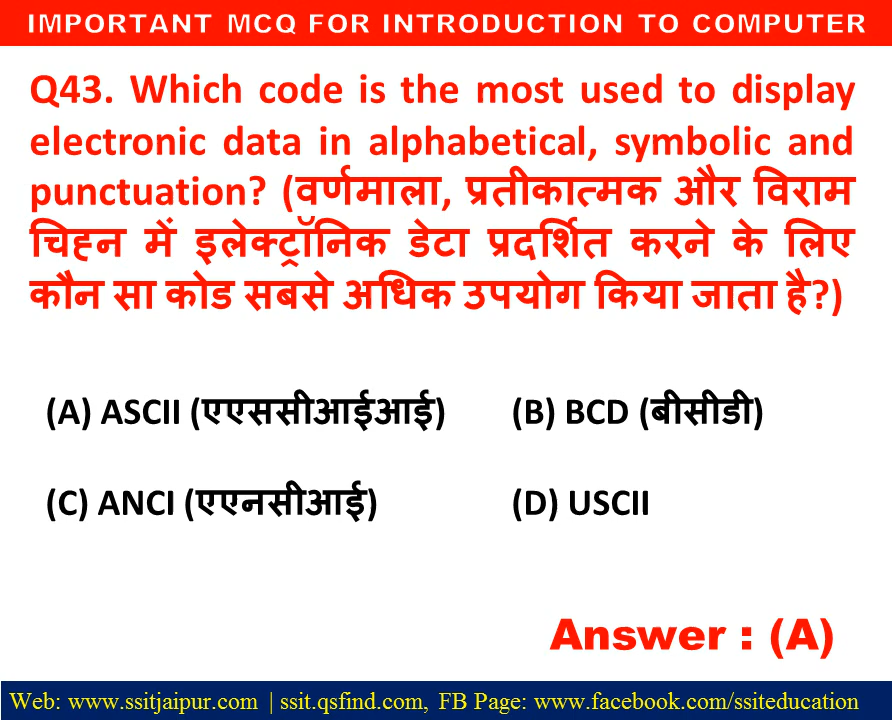 IMPORTANT MCQ FOR INTRODUCTION TO COMPUTER
Q43. Which code is the most used to display
electronic data in alphabetical, symbolic and
punctuation? (वर्णमाला, प्रतीकात्मक और विराम
चिह्न में इलेक्ट्रॉनिक डेटा प्रदर्शित करने के लिए
कौन सा कोड सबसे अधिक उपयोग किया जाता है?)
(A) ASCII (एएससीआईआई) (B) BCD (बीसीडी)
(C) ANCI (एएनसीआई) (D) USCII
Answer : (A)
Web: www.ssitjaipur.com | ssit.qsfind.com, FB Page: www.facebook.com/ssiteducation